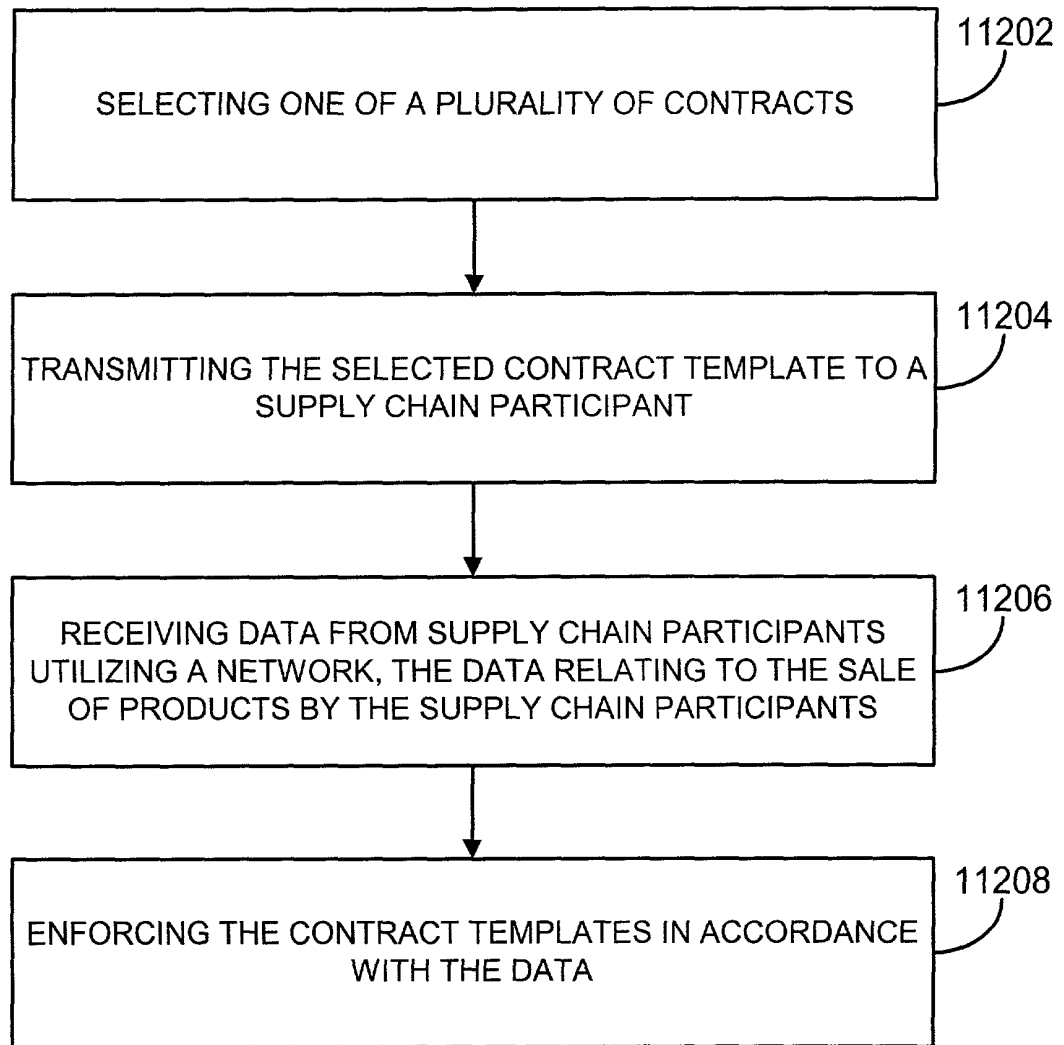 11202
SELECTING ONE OF A PLURALITY OF CONTRACTS
11204
TRANSMITTING THE SELECTED CONTRACT TEMPLATE TO A
SUPPLY CHAIN PARTICIPANT
11206
RECEIVING DATA FROM SUPPLY CHAIN PARTICIPANTS
UTILIZING A NETWORK, THE DATA RELATING TO THE SALE
OF PRODUCTS BY THE SUPPLY CHAIN PARTICIPANTS
11208
ENFORCING THE CONTRACT TEMPLATES IN ACCORDANCE
WITH THE DATA